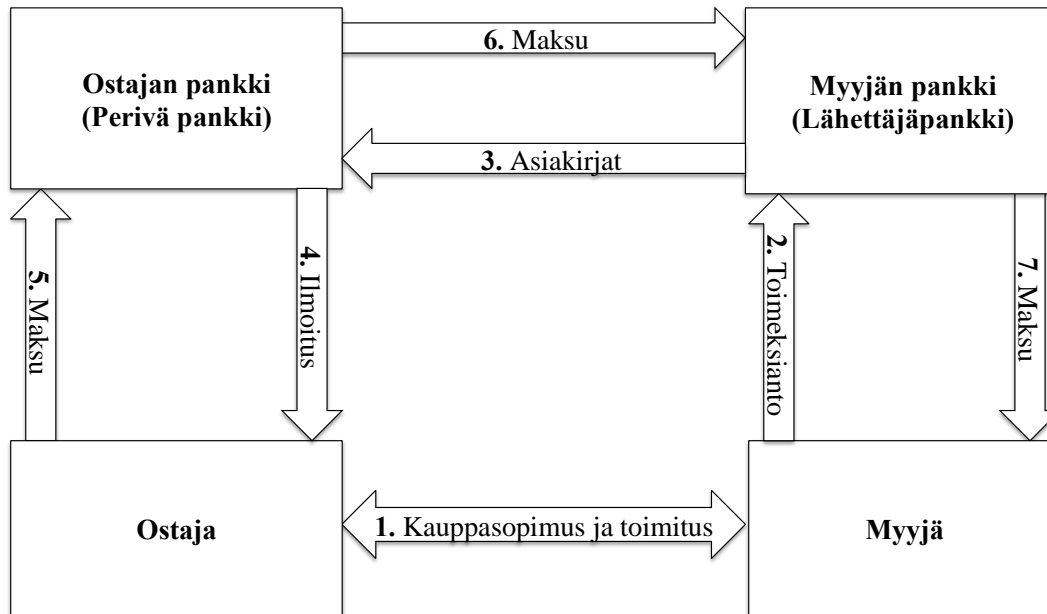 6. Maksu
Ostajan pankki
(Perivä pankki)
Myyjän pankki
(Lähettäjäpankki)
3. Asiakirjat
5. Maksu
4. Ilmoitus
2. Toimeksianto
7. Maksu
Ostaja
1. Kauppasopimus ja toimitus
Myyjä